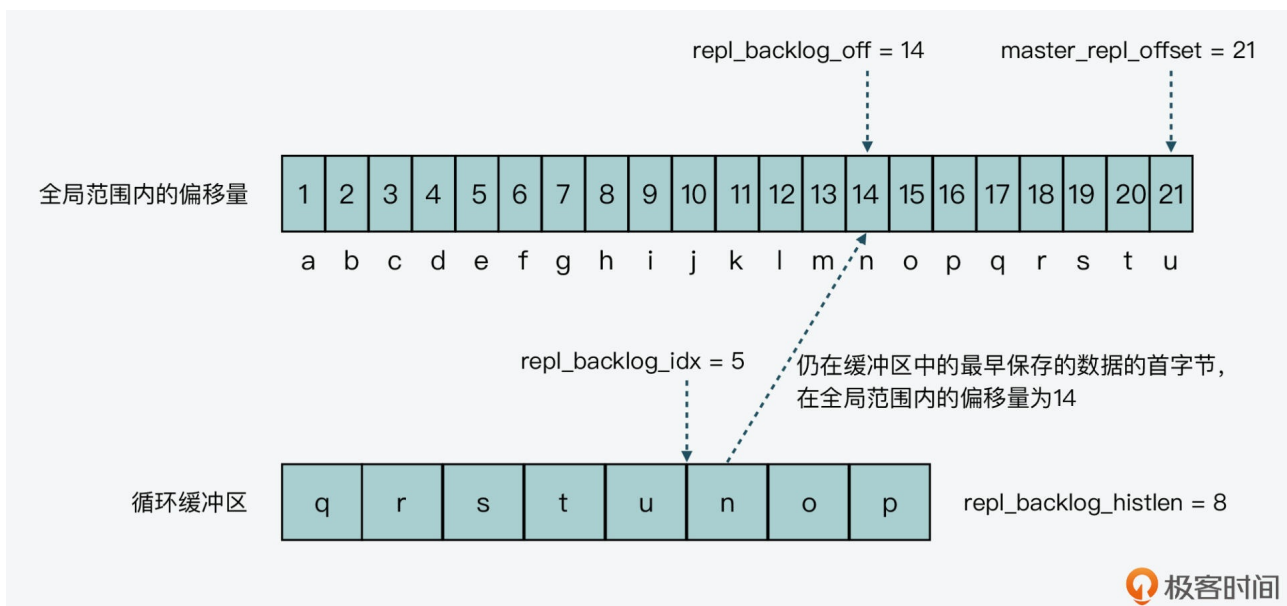 repl_backlog_off = 14 master_repl_offset = 21
全局范围内的偏移量 1 2 3 4 5 6 7 8 9 10 11 12 13 14 15 16 17 18 19 20 21
a b c d e f g h i j k l m n o p q r s t u
repl_backlog_idx = 5
仍在缓冲区中的最早保存的数据的首字节，
在全局范围内的偏移量为14
循环缓冲区 q r s t u n o p repl_backlog_histlen = 8
极客时间